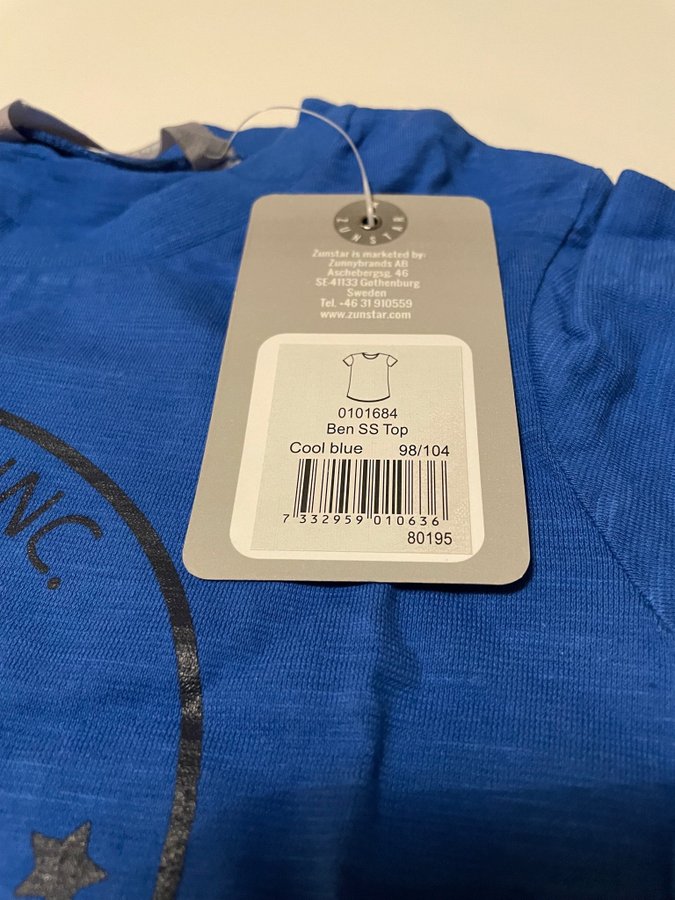 ZUNSTAR
Zunstar is marketed by:
Zunnybrands AB
Aschebergsg. 46
SE-41133 Gothenburg
Sweden
Tel. +46 31 910559
www.zunstar.com
0101684
Ben SS Top
Cool blue 98/104
7 332959 010636
80195
INC.